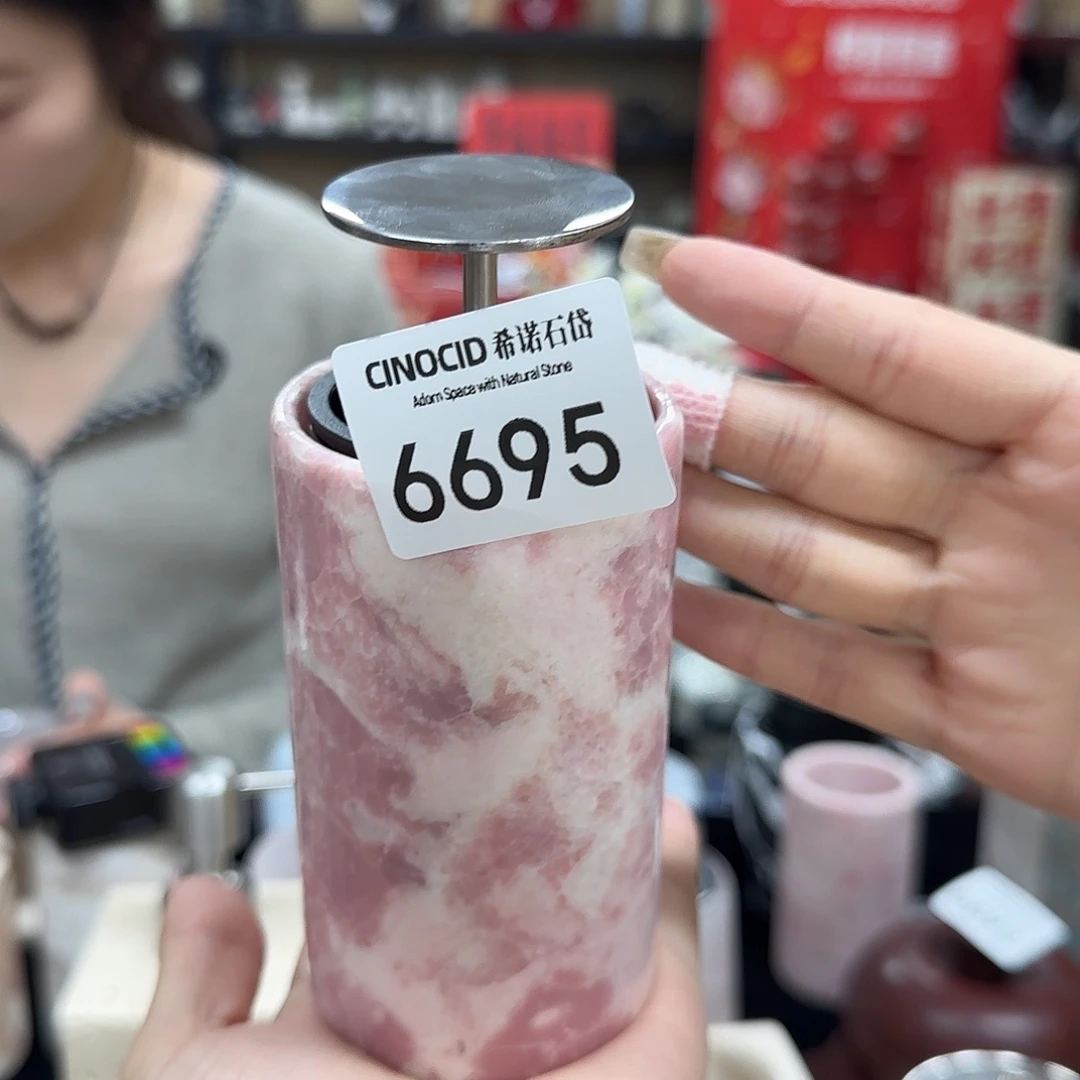 CINOCID 希诺石岱
Adorn Space with Natural Stone
6695